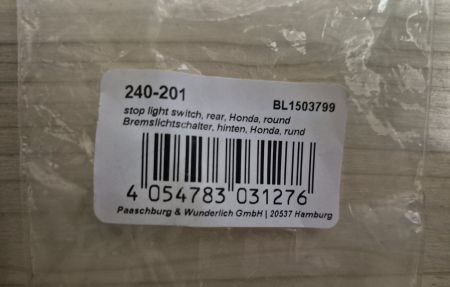 240-201 BL1503799
stop light switch, rear, Honda, round
Bremslichtschalter, hinten, Honda, rund
4 054783 031276
Paaschburg & Wunderlich GmbH | 20537 Hamburg